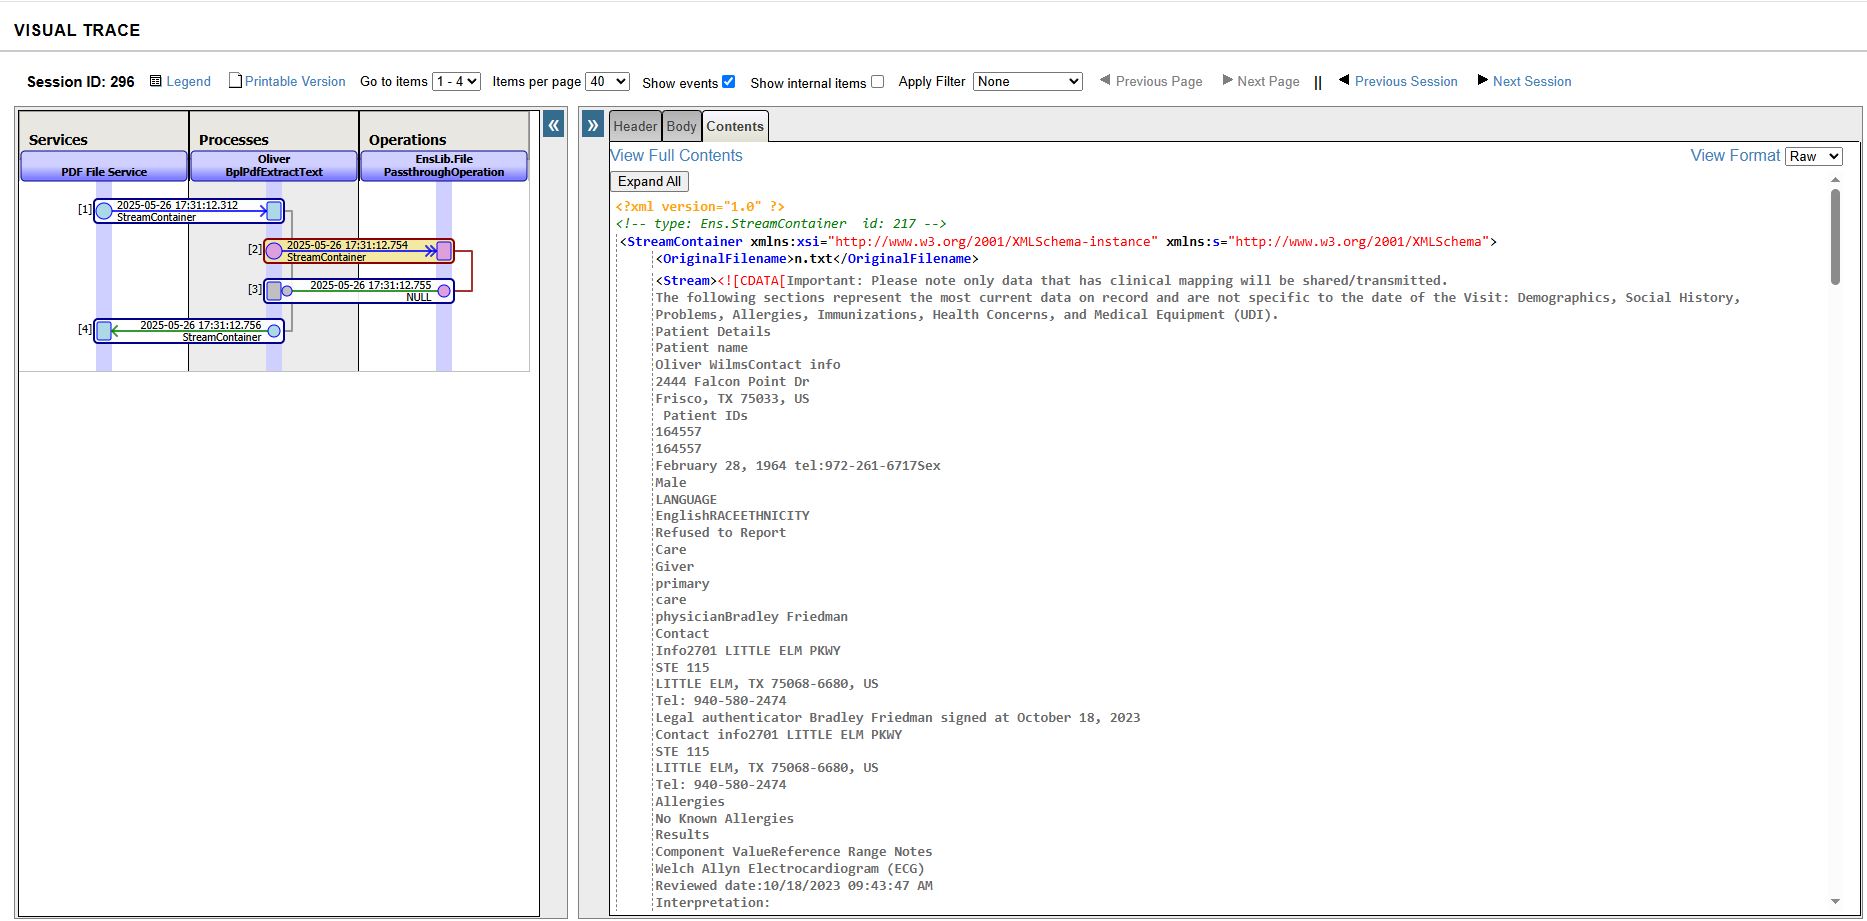 VISUAL TRACE
Session ID: 296 Legend Printable Version Go to items 1 - 4 Items per page 40 Show events Show internal items Apply Filter None Previous Page Next Page || Previous Session Next Session
Services Processes Operations
PDF File Service
Oliver
BplPdfExtractText
EnsLib.File
PassthroughOperation
[1] 2025-05-26 17:31:12.312
StreamContainer
[2] 2025-05-26 17:31:12.754
StreamContainer
[3] 2025-05-26 17:31:12.755
NULL
[4] 2025-05-26 17:31:12.756
StreamContainer
« »
Header Body Contents
View Full Contents View Format Raw
Expand All
<?xml version="1.0" ?>
<!-- type: Ens.StreamContainer  id: 217 -->
<StreamContainer xmlns:xsi="http://www.w3.org/2001/XMLSchema-instance" xmlns:s="http://www.w3.org/2001/XMLSchema">
<OriginalFilename>n.txt</OriginalFilename>
<Stream><![CDATA[Important: Please note only data that has clinical mapping will be shared/transmitted.
The following sections represent the most current data on record and are not specific to the date of the Visit: Demographics, Social History,
Problems, Allergies, Immunizations, Health Concerns, and Medical Equipment (UDI).
Patient Details
Patient name
Oliver WilmsContact info
2444 Falcon Point Dr
Frisco, TX 75033, US
Patient IDs
164557
164557
February 28, 1964 tel:972-261-6717Sex
Male
LANGUAGE
EnglishRACEETHNICITY
Refused to Report
Care
Giver
primary
care
physicianBradley Friedman
Contact
Info2701 LITTLE ELM PKWY
STE 115
LITTLE ELM, TX 75068-6680, US
Tel: 940-580-2474
Legal authenticator Bradley Friedman signed at October 18, 2023
Contact info2701 LITTLE ELM PKWY
STE 115
LITTLE ELM, TX 75068-6680, US
Tel: 940-580-2474
Allergies
No Known Allergies
Results
Component ValueReference Range Notes
Welch Allyn Electrocardiogram (ECG)
Reviewed date:10/18/2023 09:43:47 AM
Interpretation: